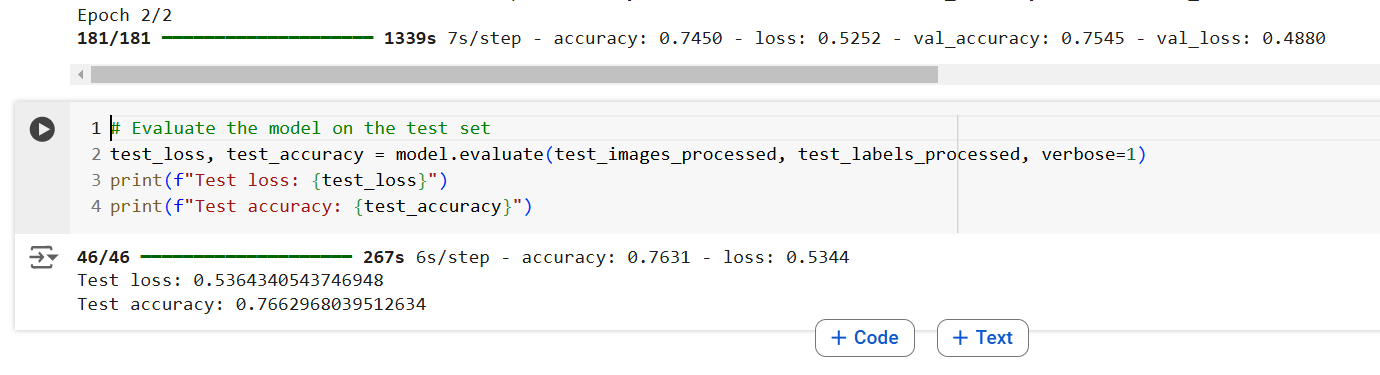 Epoch 2/2
181/181 ━━━━━━━━━━━━━━━━━━━━ 1339s 7s/step - accuracy: 0.7450 - loss: 0.5252 - val_accuracy: 0.7545 - val_loss: 0.4880
1 # Evaluate the model on the test set
2 test_loss, test_accuracy = model.evaluate(test_images_processed, test_labels_processed, verbose=1)
3 print(f"Test loss: {test_loss}")
4 print(f"Test accuracy: {test_accuracy}")
46/46 ━━━━━━━━━━━━━━━━━━━━ 267s 6s/step - accuracy: 0.7631 - loss: 0.5344
Test loss: 0.5364340543746948
Test accuracy: 0.7662968039512634
+ Code + Text